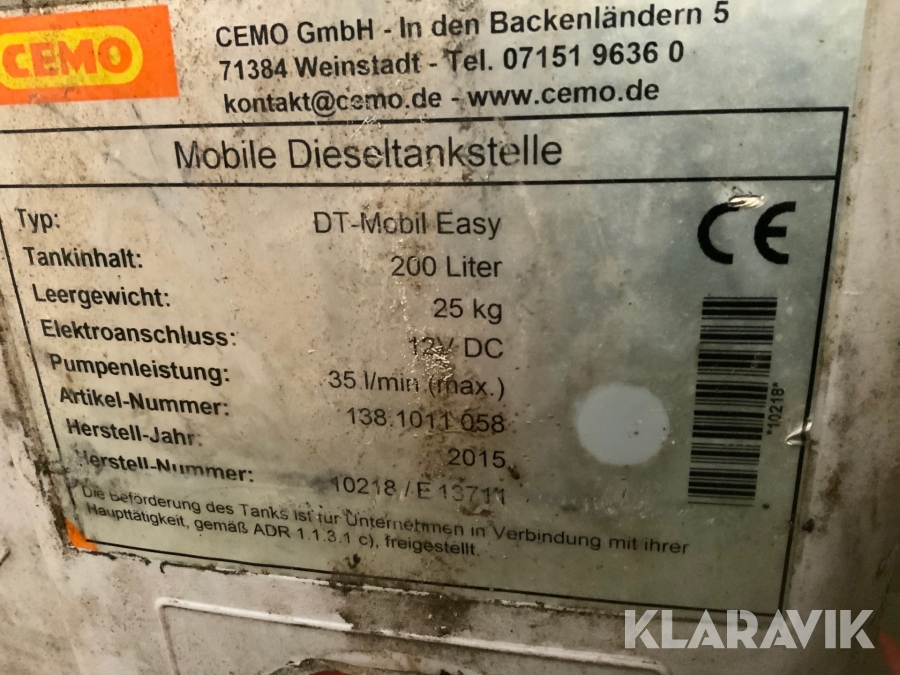 CEMO
CEMO GmbH - In den Backenländern 5
71384 Weinstadt - Tel. 07151 9636 0
kontakt@cemo.de - www.cemo.de
Mobile Dieseltankstelle
Typ: DT-Mobil Easy
Tankinhalt: 200 Liter
Leergewicht: 25 kg
Elektroanschluss: 12V DC
Pumpenleistung: 35 l/min (max.)
Artikel-Nummer: 138.1011 058
Herstell-Jahr: 2015
Herstell-Nummer: 10218 / E 13711
Die Beförderung des Tanks ist für Unternehmen in Verbindung mit ihrer
Haupttätigkeit, gemäß ADR 1.1.3.1 c), freigestellt.
CE
*10218*
KLARAVIK